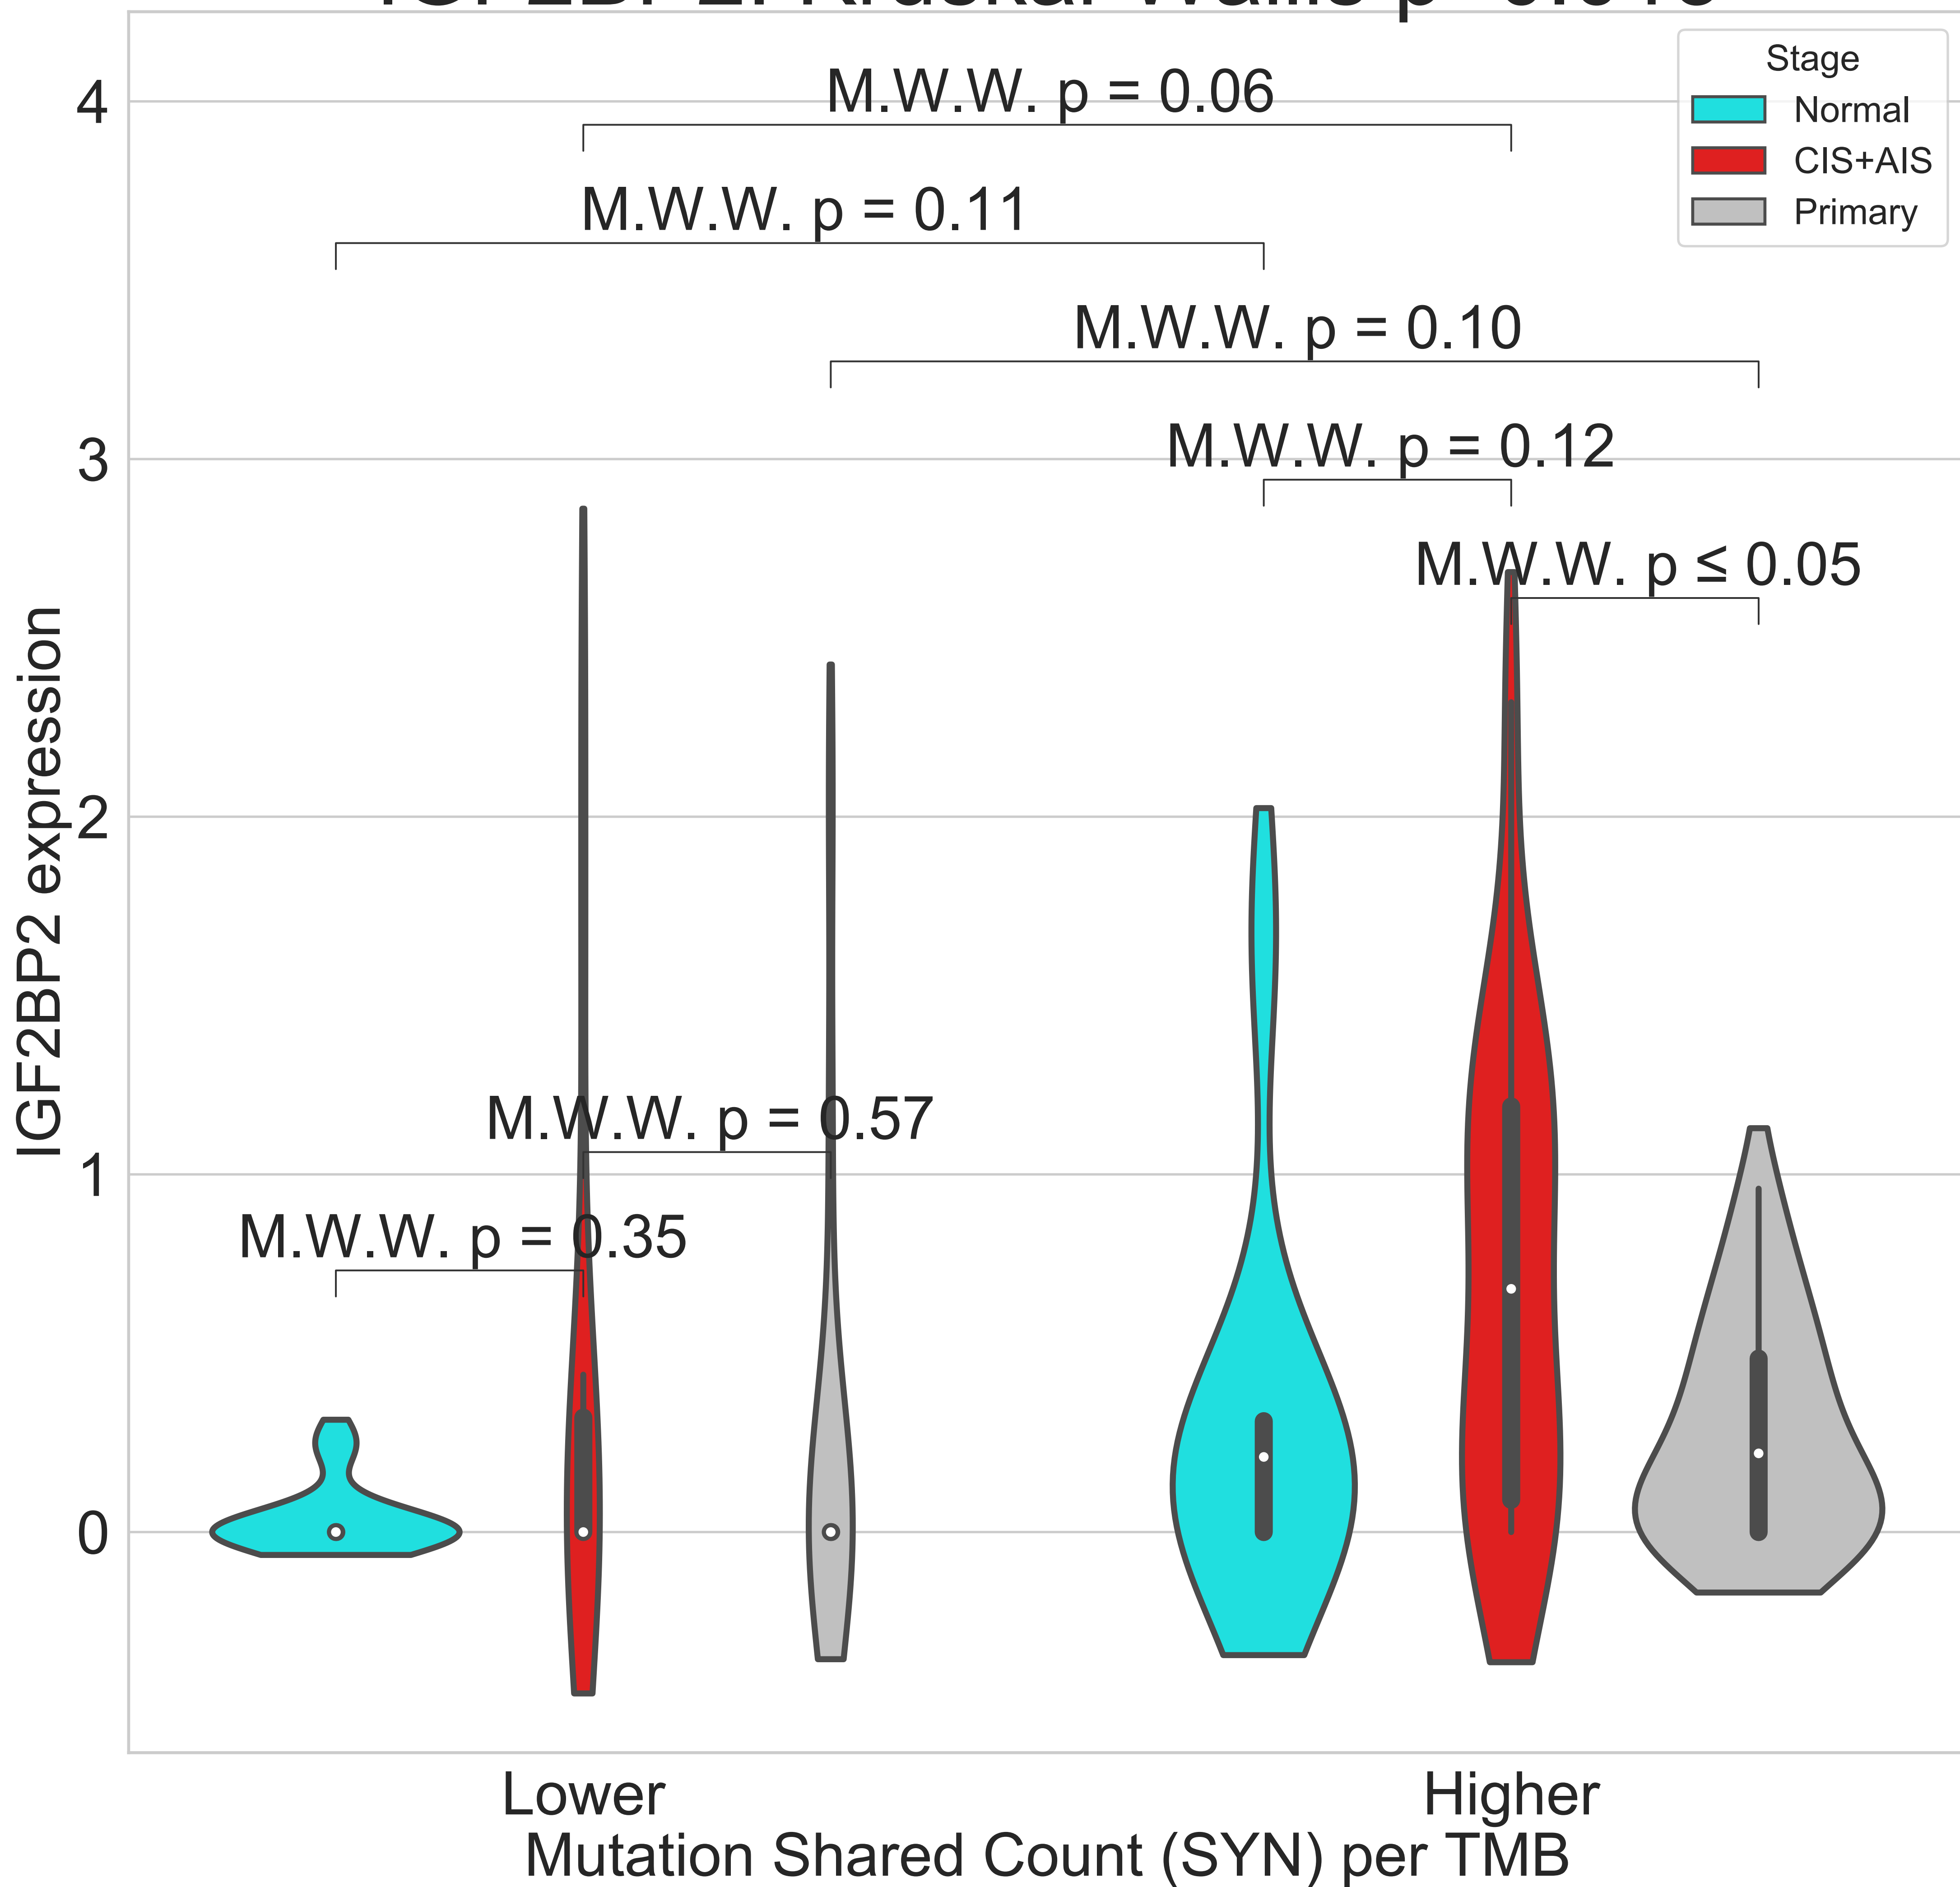 M.W.W. p = 0.06
M.W.W. p = 0.11
M.W.W. p = 0.10
M.W.W. p = 0.12
M.W.W. p ≤ 0.05
M.W.W. p = 0.57
M.W.W. p = 0.35
Stage
Normal
CIS+AIS
Primary
IGF2BP2 expression
4
3
2
1
0
Lower
Higher
Mutation Shared Count (SYN) per TMB